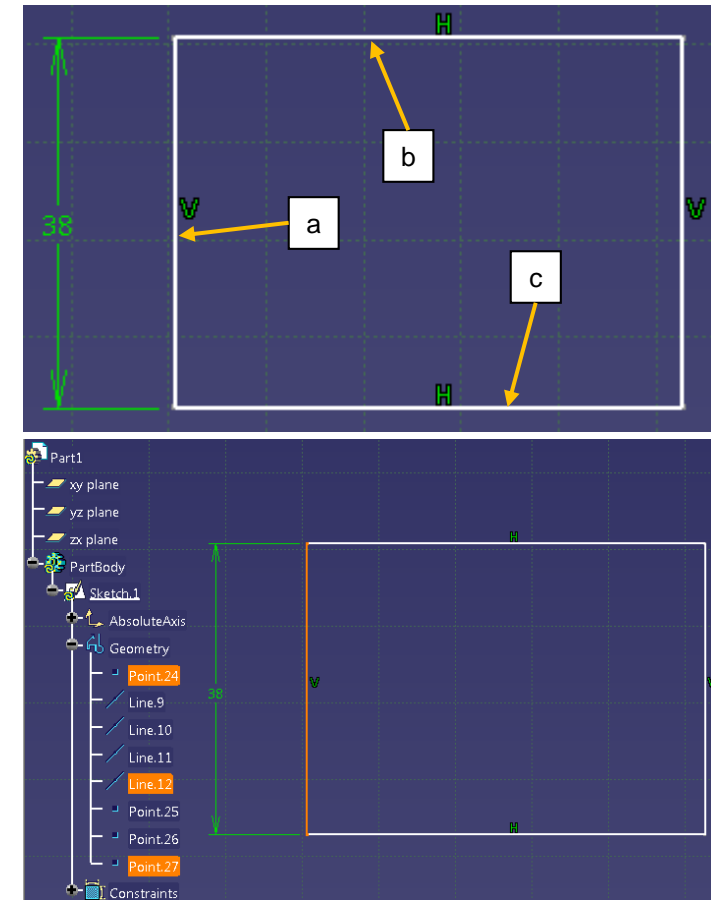 H
b
V
V
a
38
c
H
Part1
xy plane
yz plane
zx plane
PartBody
Sketch.1
AbsoluteAxis
Geometry
Point.24
Line.9
Line.10
Line.11
Line.12
Point.25
Point.26
Point.27
Constraints
H
V
38
H